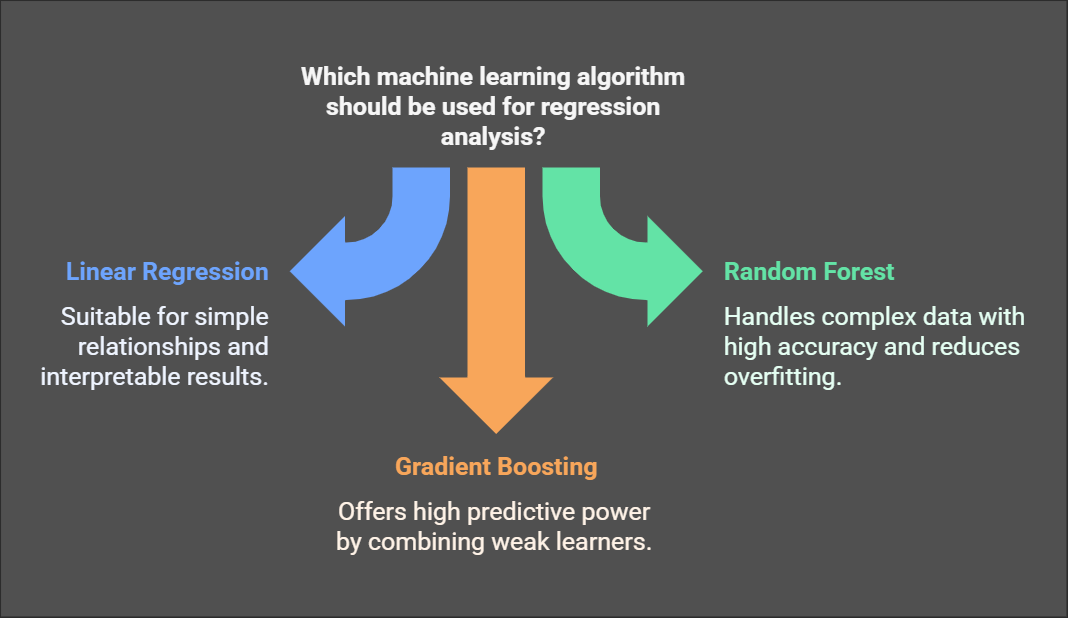 Which machine learning algorithm
should be used for regression
analysis?
Linear Regression
Suitable for simple
relationships and
interpretable results.
Random Forest
Handles complex data with
high accuracy and reduces
overfitting.
Gradient Boosting
Offers high predictive power
by combining weak learners.